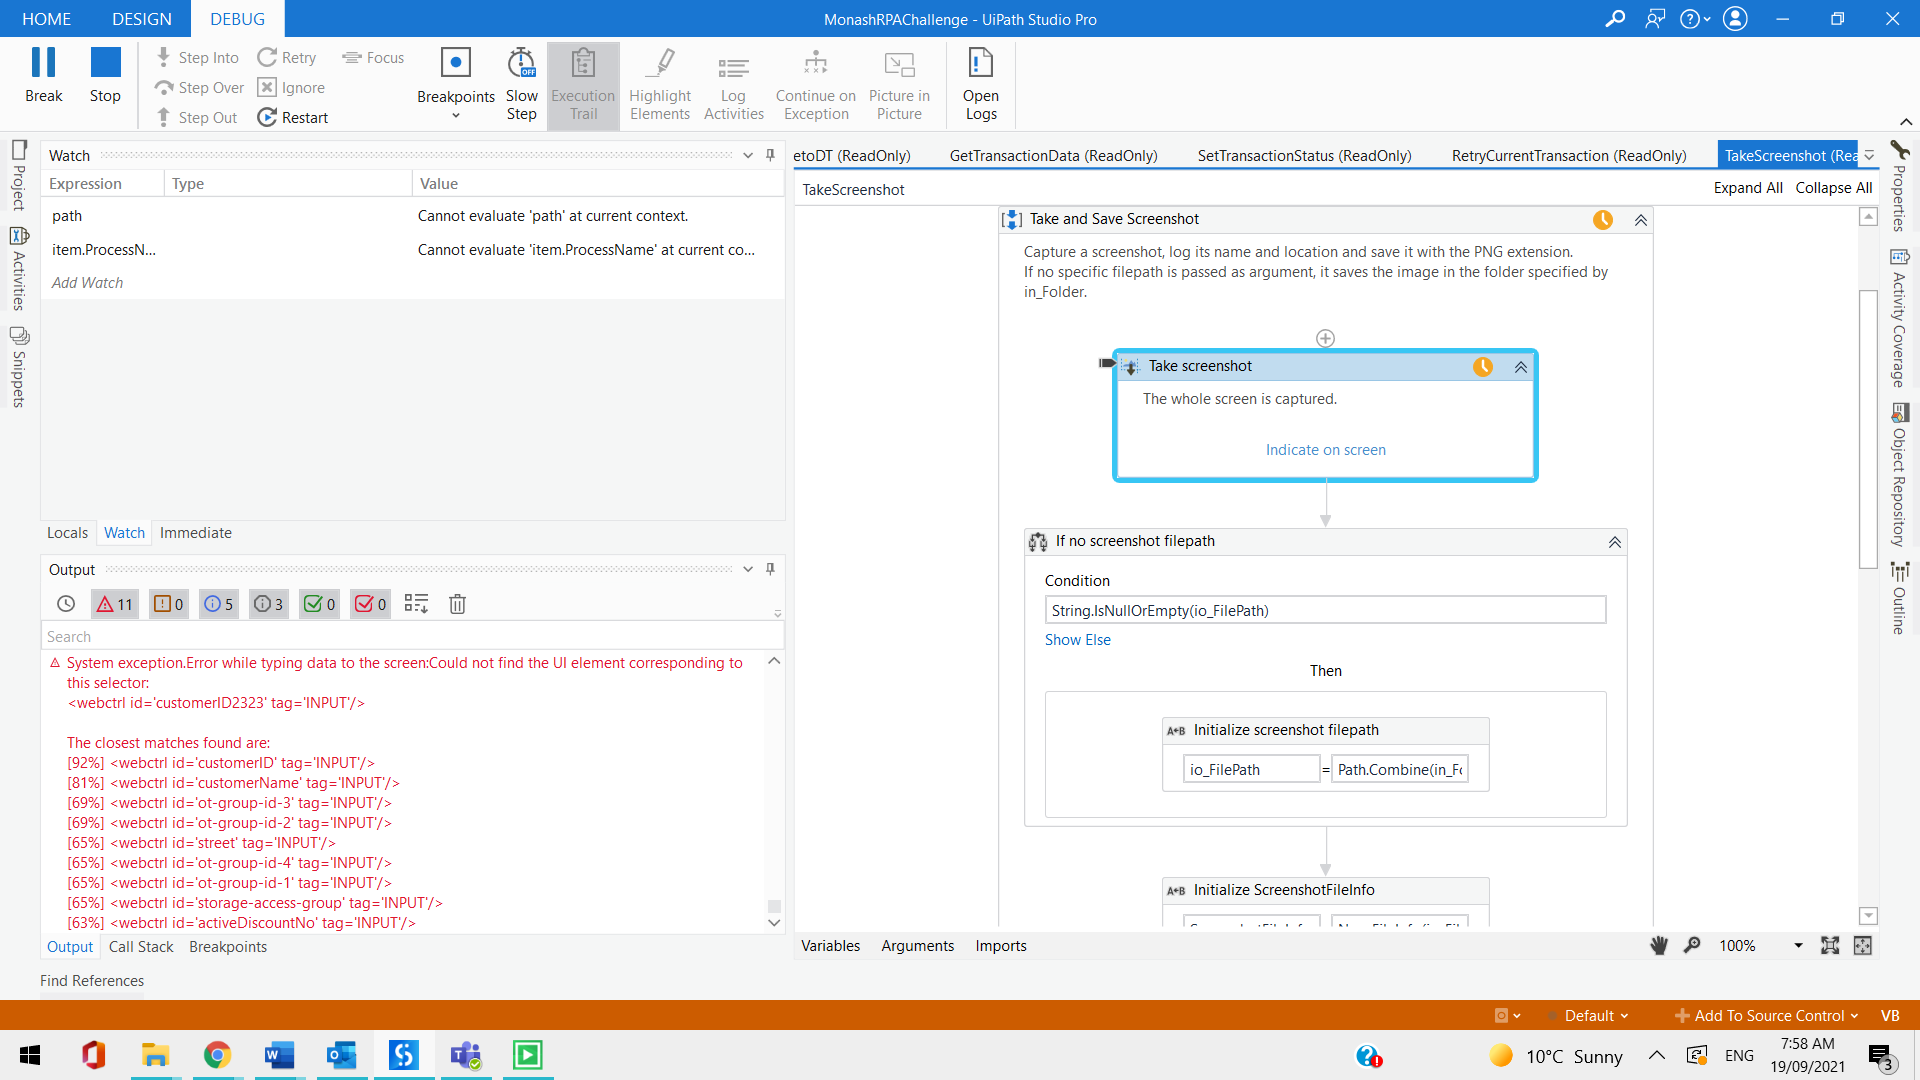 HOME DESIGN DEBUG
MonashRPAChallenge - UiPath Studio Pro
Break
Stop
Step Into
Step Over
Step Out
Retry
Ignore
Restart
Focus
Breakpoints
Slow
Step
OFF
Execution
Trail
Highlight
Elements
Log
Activities
Continue on
Exception
Picture in
Picture
Open
Logs
Project
Activities
Snippets
Watch
Expression Type Value
path Cannot evaluate 'path' at current context.
item.ProcessN... Cannot evaluate 'item.ProcessName' at current co...
Add Watch
Locals Watch Immediate
Output
11 0 5 3 0 0
Search
System exception.Error while typing data to the screen:Could not find the UI element corresponding to
this selector:
<webctrl id='customerID2323' tag='INPUT'/>
The closest matches found are:
[92%] <webctrl id='customerID' tag='INPUT'/>
[81%] <webctrl id='customerName' tag='INPUT'/>
[69%] <webctrl id='ot-group-id-3' tag='INPUT'/>
[69%] <webctrl id='ot-group-id-2' tag='INPUT'/>
[65%] <webctrl id='street' tag='INPUT'/>
[65%] <webctrl id='ot-group-id-4' tag='INPUT'/>
[65%] <webctrl id='ot-group-id-1' tag='INPUT'/>
[65%] <webctrl id='storage-access-group' tag='INPUT'/>
[63%] <webctrl id='activeDiscountNo' tag='INPUT'/>
Output Call Stack Breakpoints
Find References
etoDT (ReadOnly) GetTransactionData (ReadOnly) SetTransactionStatus (ReadOnly) RetryCurrentTransaction (ReadOnly) TakeScreenshot (Rea
TakeScreenshot
Expand All Collapse All
Take and Save Screenshot
Capture a screenshot, log its name and location and save it with the PNG extension.
If no specific filepath is passed as argument, it saves the image in the folder specified by
in_Folder.
Take screenshot
The whole screen is captured.
Indicate on screen
If no screenshot filepath
Condition
String.IsNullOrEmpty(io_FilePath)
Show Else
Then
A+B Initialize screenshot filepath
io_FilePath = Path.Combine(in_Fo
A+B Initialize ScreenshotFileInfo
Variables Arguments Imports
100%
Properties
Activity Coverage
Object Repository
Outline
Default
Add To Source Control
VB
10°C Sunny
ENG
7:58 AM
19/09/2021
3